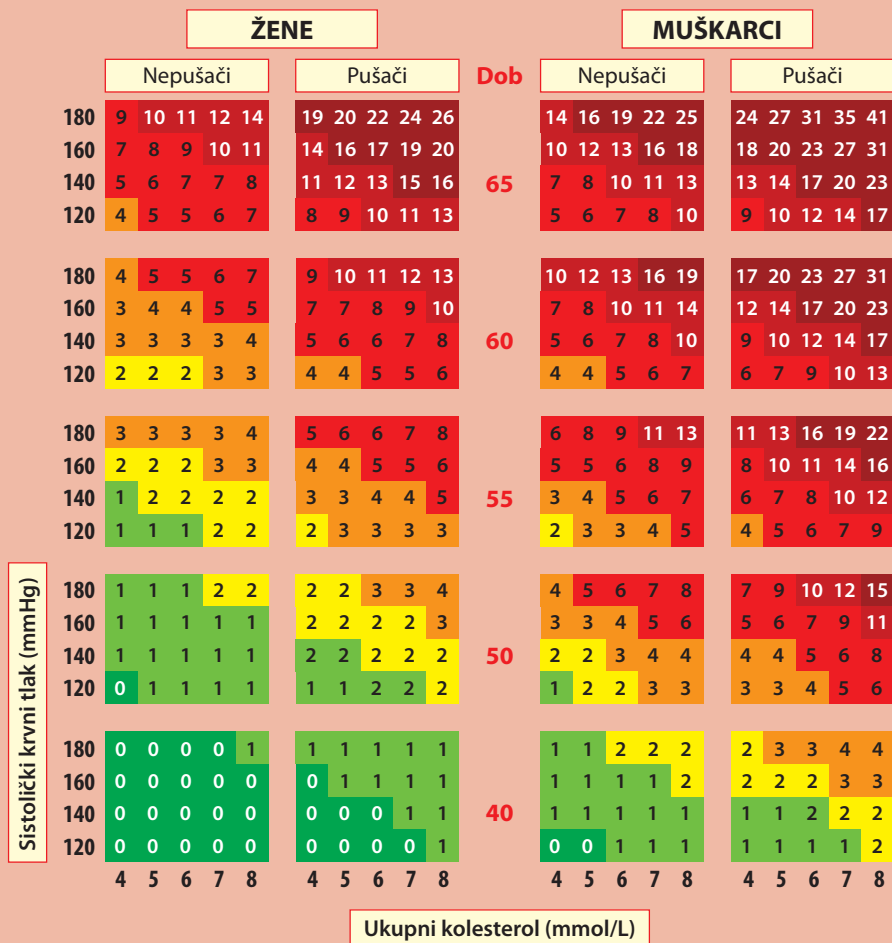 ŽENE MUŠKARCI
Nepušači Pušači Dob Nepušači Pušači
180 9 10 11 12 14 19 20 22 24 26 14 16 19 22 25 24 27 31 35 41
160 7 8 9 10 11 14 16 17 19 20 10 12 13 16 18 18 20 23 27 31
140 5 6 7 7 8 11 12 13 15 16 65 7 8 10 11 13 13 14 17 20 23
120 4 5 5 6 7 8 9 10 11 13 5 6 7 8 10 9 10 12 14 17
180 4 5 5 6 7 9 10 11 12 13 10 12 13 16 19 17 20 23 27 31
160 3 4 4 5 5 7 7 8 9 10 7 8 10 11 14 12 14 17 20 23
140 3 3 3 3 4 5 6 6 7 8 60 5 6 7 8 10 9 10 12 14 17
120 2 2 2 3 3 4 4 5 5 6 4 4 5 6 7 6 7 9 10 13
180 3 3 3 3 4 5 6 6 7 8 6 8 9 11 13 11 13 16 19 22
160 2 2 2 3 3 4 4 5 5 6 5 5 6 8 9 8 10 11 14 16
140 1 2 2 2 2 3 3 4 4 5 55 3 4 5 6 7 6 7 8 10 12
120 1 1 1 2 2 2 3 3 3 3 2 3 3 4 5 4 5 6 7 9
180 1 1 1 2 2 2 2 3 3 4 4 5 6 7 8 7 9 10 12 15
160 1 1 1 1 1 2 2 2 2 3 3 3 4 5 6 5 6 7 9 11
140 1 1 1 1 1 2 2 2 2 2 50 2 2 3 4 4 4 4 5 6 8
120 0 1 1 1 1 1 1 2 2 2 1 2 2 3 3 3 3 4 5 6
180 0 0 0 0 1 1 1 1 1 1 1 1 2 2 2 2 3 3 4 4
160 0 0 0 0 0 0 1 1 1 1 1 1 1 1 2 2 2 2 3 3
140 0 0 0 0 0 0 0 0 1 1 40 1 1 1 1 1 1 1 2 2 2
120 0 0 0 0 0 0 0 0 0 1 0 0 1 1 1 1 1 1 1 2
4 5 6 7 8 4 5 6 7 8 4 5 6 7 8 4 5 6 7 8
Sistolički krvni tlak (mmHg)
Ukupni kolesterol (mmol/L)